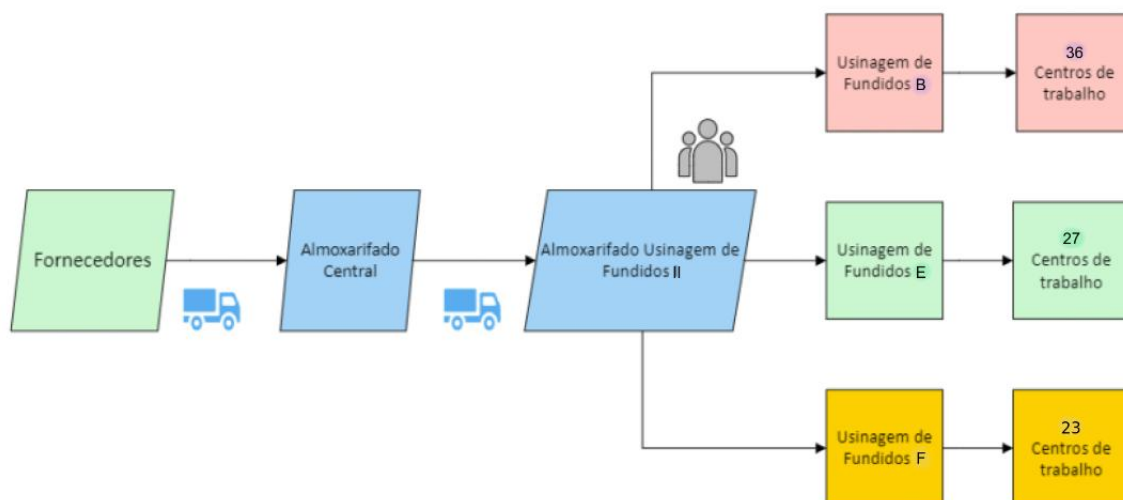 Fornecedores
Almoxarifado
Central
Almoxarifado Usinagem de
Fundidos II
Usinagem de
Fundidos B
36
Centros de
trabalho
Usinagem de
Fundidos E
27
Centros de
trabalho
Usinagem de
Fundidos F
23
Centros de
trabalho